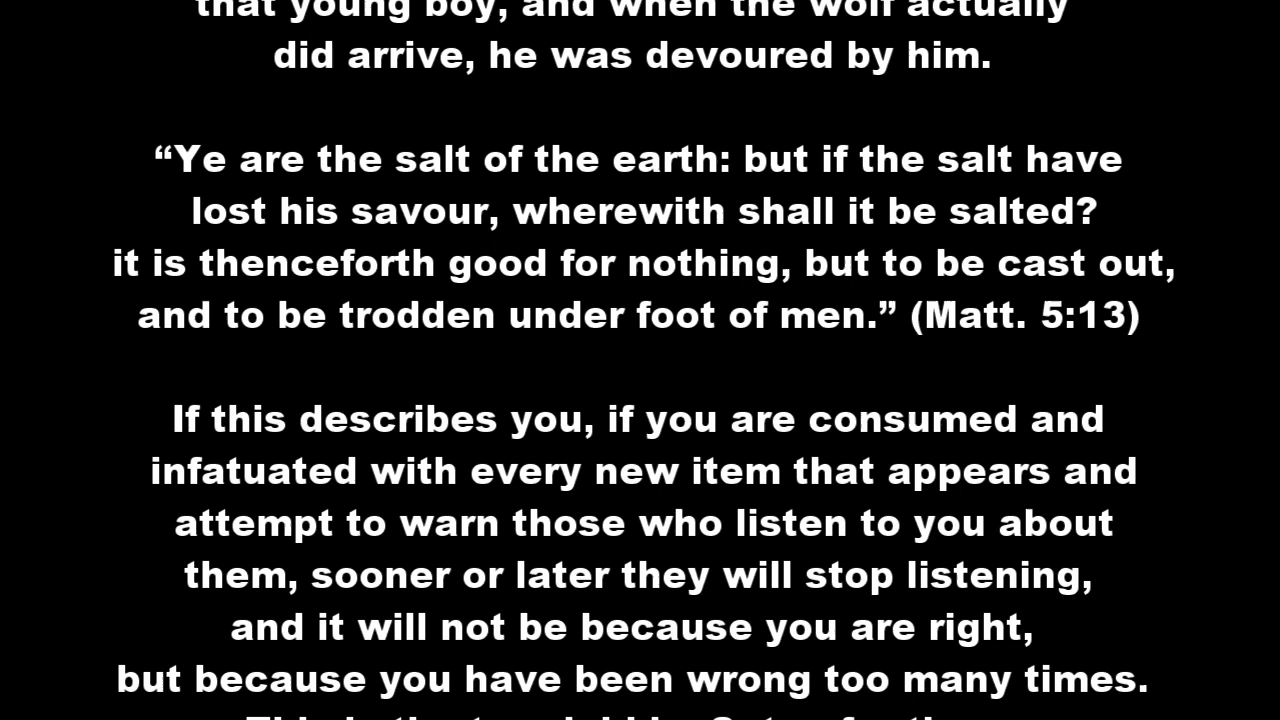 that young boy, and when the wolf actually
did arrive, he was devoured by him.
“Ye are the salt of the earth: but if the salt have
lost his savour, wherewith shall it be salted?
it is thenceforth good for nothing, but to be cast out,
and to be trodden under foot of men.” (Matt. 5:13)
If this describes you, if you are consumed and
infatuated with every new item that appears and
attempt to warn those who listen to you about
them, sooner or later they will stop listening,
and it will not be because you are right,
but because you have been wrong too many times.